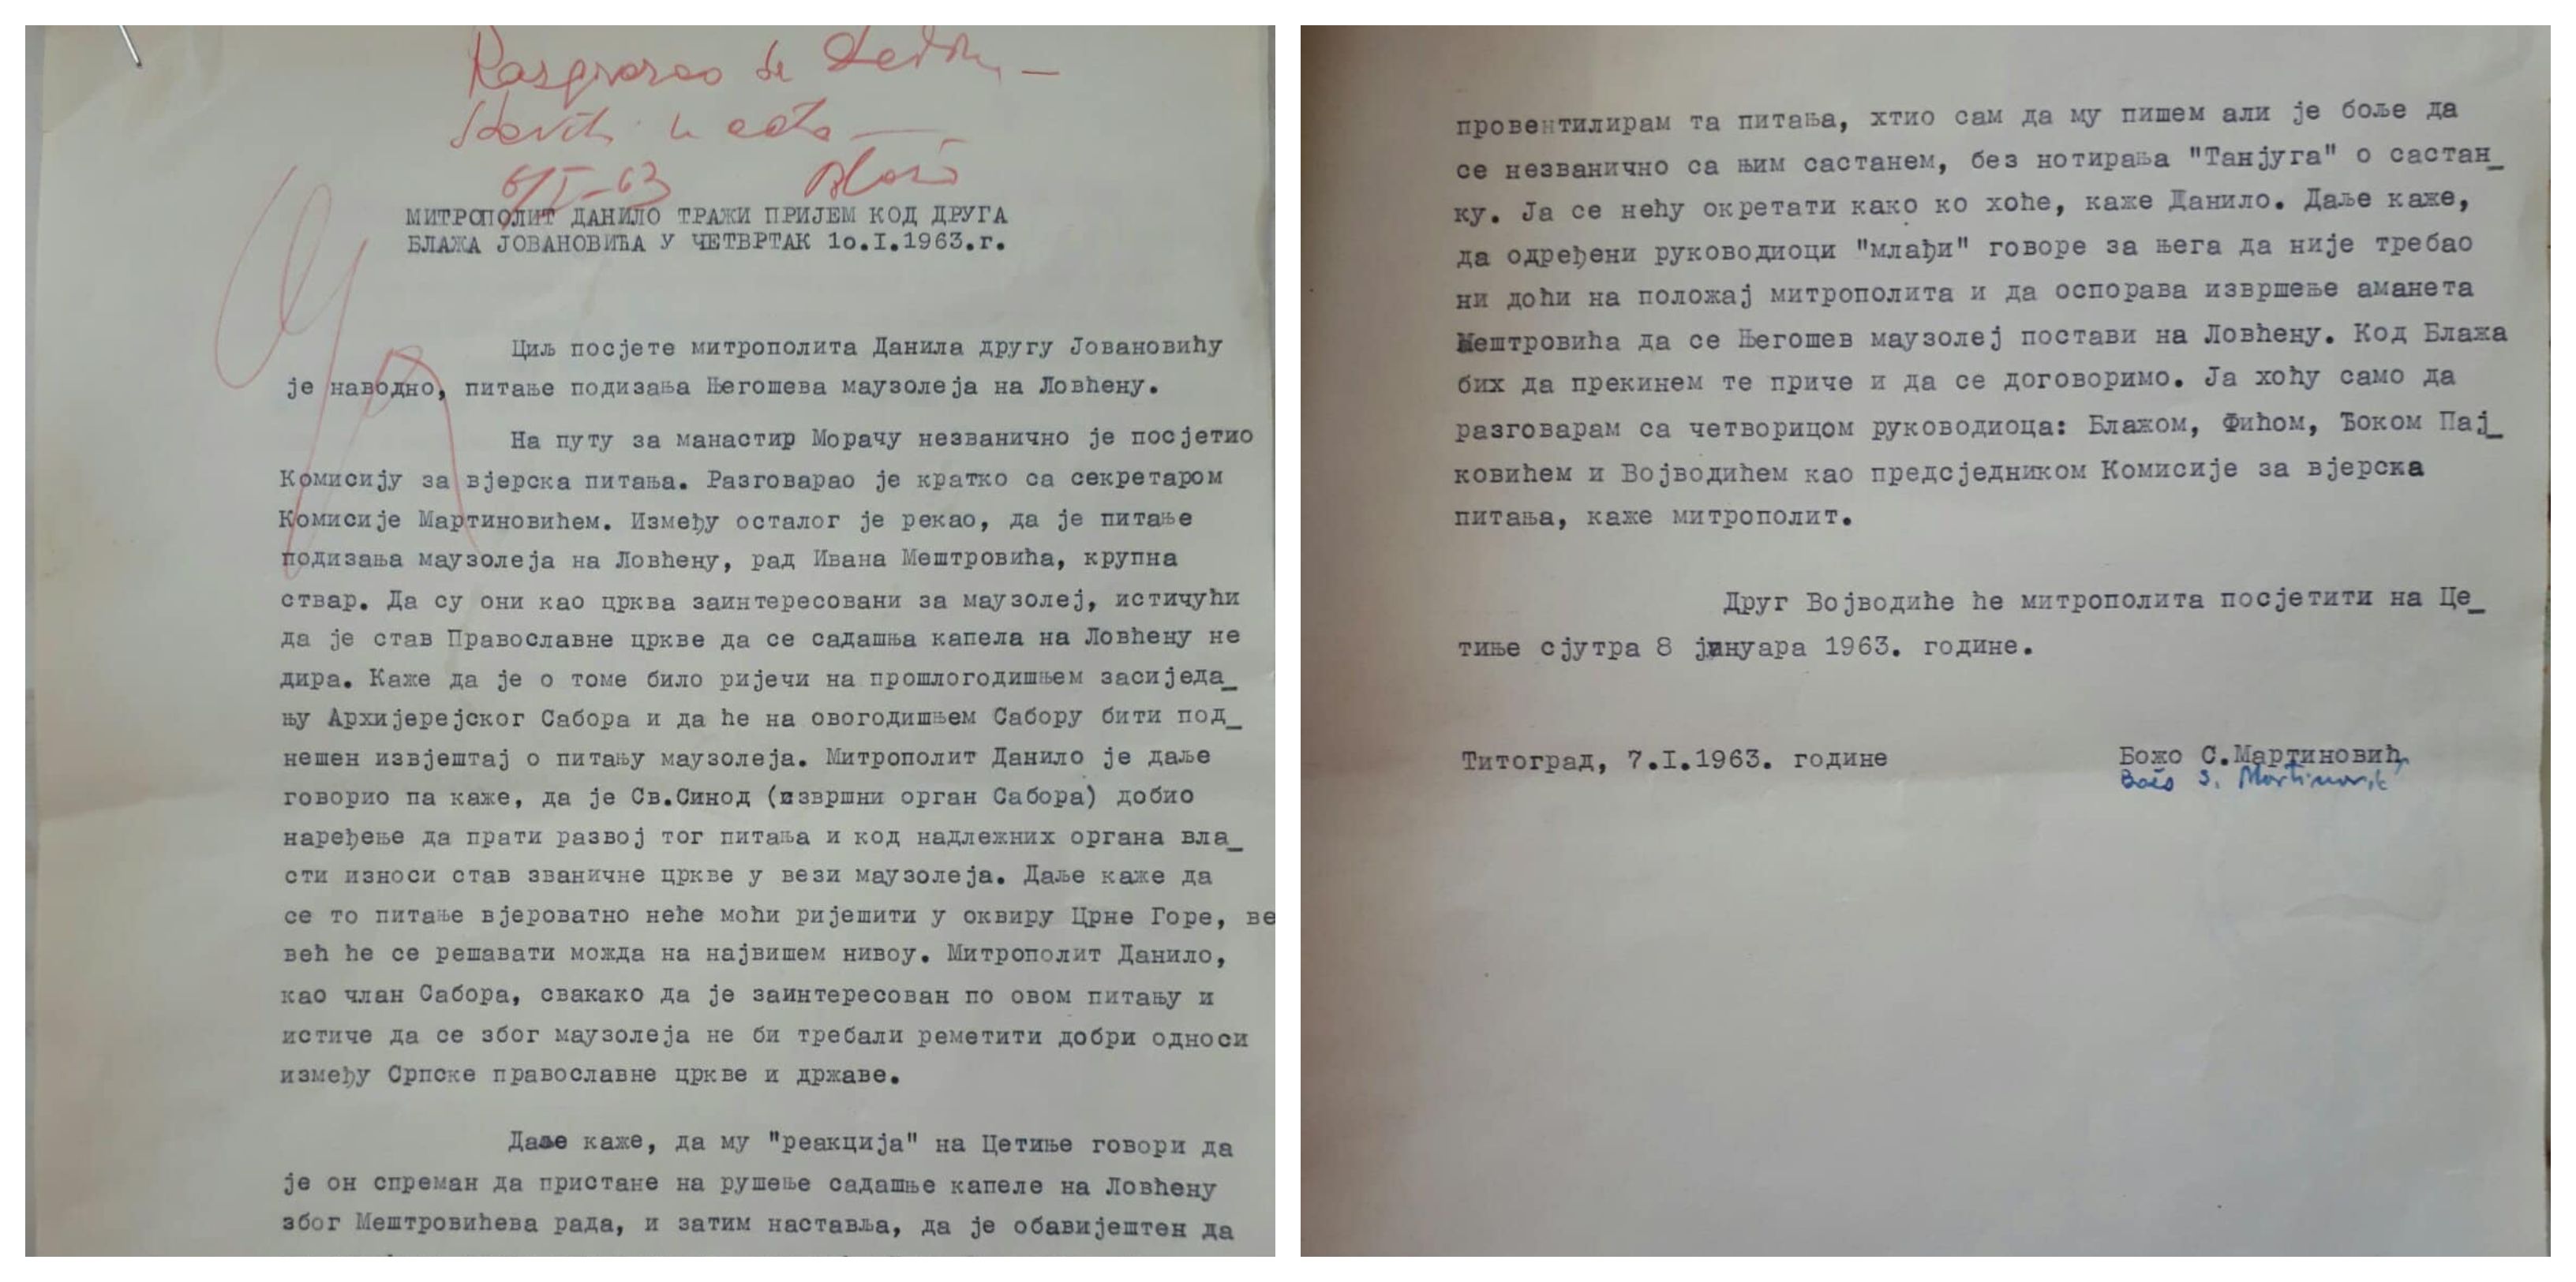 Razgovarao
Staviti u a/a
МИТРОПОЛИТ ДАНИЛО ТРАЖИ ПРИЈЕМ КОД ДРУГА
БЛАЖА ЈОВАНОВИЋА У ЧЕТВРТАК 1о.I.1963.г.
Циљ посјете митрополита Данила другу Јовановићу
је наводно, питање подизања Његошева маузолеја на Ловћену.
На путу за манастир Морачу незванично је посјетио
Комисију за вјерска питања. Разговарао је кратко са секретаром
Комисије Мартиновићем. Између осталог је рекао, да је питање
подизања маузолеја на Ловћену, рад Ивана Мештровића, крупна
ствар. Да су они као црква заинтересовани за маузолеј, истичући
да је став Православне цркве да се садашња капела на Ловћену не
дира. Каже да је о томе било ријечи на прошлогодишњем засиједа_
њу Архијерејског Сабора и да ће на овогодишњем Сабору бити под_
нешен извјештај о питању маузолеја. Митрополит Данило је даље
говорио па каже, да је Св.Синод (извршни орган Сабора) добио
наређење да прати развој тог питања и код надлежних органа вла_
сти износи став званичне цркве у вези маузолеја. Даље каже да
се то питање вјероватно неће моћи ријешити у оквиру Црне Горе, ве
већ ће се решавати можда на највишем нивоу. Митрополит Данило,
као члан Сабора, свакако да је заинтересован по овом питању и
истиче да се због маузолеја не би требали реметити добри односи
између Српске православне цркве и државе.
Даље каже, да му "реакција" на Цетиње говори да
је он спреман да пристане на рушење садашње капеле на Ловћену
због Мештровићева рада, и затим наставља, да је обавијештен да
провентилирам та питања, хтио сам да му пишем али је боље да
се незванично са њим састанем, без нотирања "Танјуга" о састан_
ку. Ја се нећу окретати како ко хоће, каже Данило. Даље каже,
да одређени руководиоци "млађи" говоре за њега да није требао
ни доћи на положај митрополита и да оспорава извршење аманета
Мештровића да се Његошев маузолеј постави на Ловћену. Код Блажа
бих да прекинем те приче и да се договоримо. Ја хоћу само да
разговарам са четворицом руководиоца: Блажом, Фићом, Ђоком Пај_
ковићем и Војводићем као предсједником Комисије за вјерска
питања, каже митрополит.
Друг Војводиће ће митрополита посјетити на Це_
тиње сјутра 8 јануара 1963. године.
Титоград, 7.I.1963. године
Божо С.Мартиновић
Božo S. Martinović